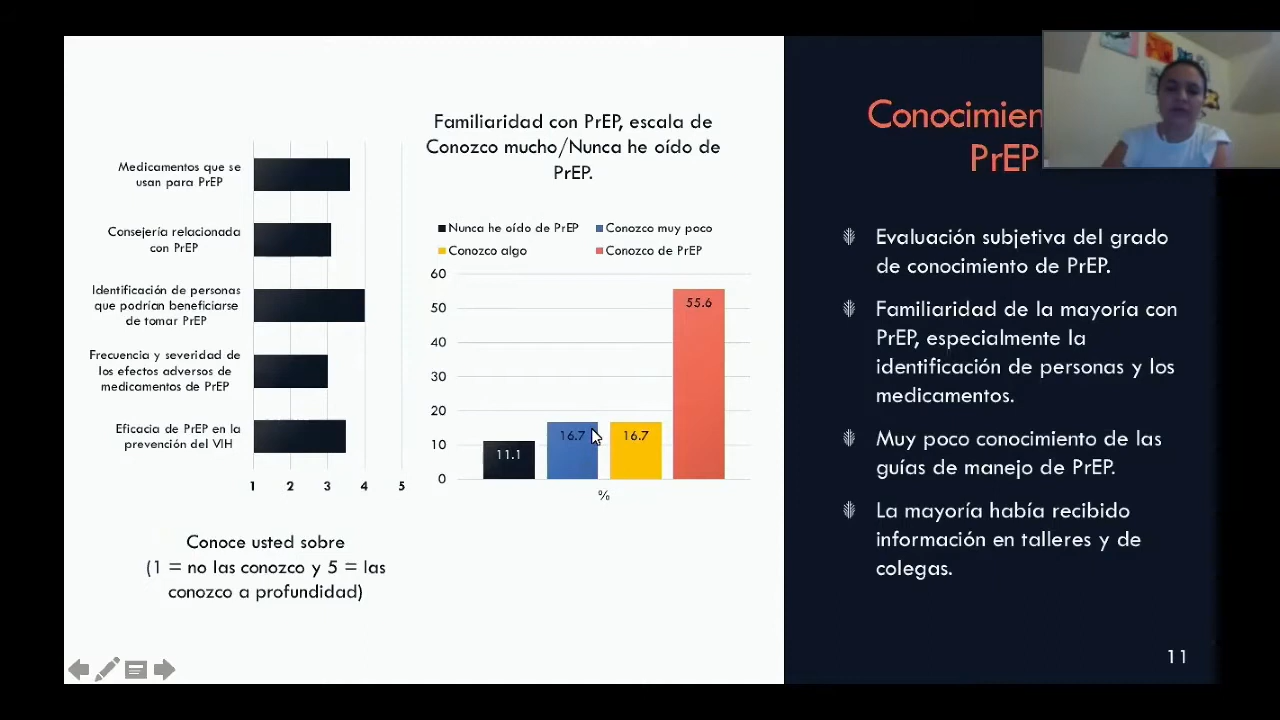 Conocimien
PrEP
Familiaridad con PrEP, escala de
Conozco mucho/Nunca he oído de
PrEP.
Medicamentos que se
usan para PrEP
Consejería relacionada
con PrEP
Identificación de personas
que podrían beneficiarse
de tomar PrEP
Frecuencia y severidad de
los efectos adversos de
medicamentos de PrEP
Eficacia de PrEP en la
prevención del VIH
1 2 3 4 5
Conoce usted sobre
(1 = no las conozco y 5 = las
conozco a profundidad)
Nunca he oído de PrEP Conozco muy poco
Conozco algo Conozco de PrEP
60
50
40
30
20
10
0
11.1 16.7 16.7 55.6
%
Evaluación subjetiva del grado
de conocimiento de PrEP.
Familiaridad de la mayoría con
PrEP, especialmente la
identificación de personas y los
medicamentos.
Muy poco conocimiento de las
guías de manejo de PrEP.
La mayoría había recibido
información en talleres y de
colegas.
11